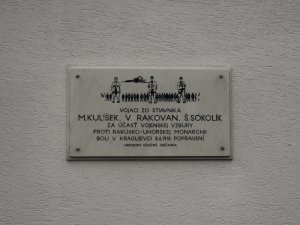 VOJACI ZO ŠTIAVNIKA
M.KULÍŠEK, V. RAKOVAN, Š.SOKOLÍK
ZA ÚČASŤ VOJENSKEJ VZBURY
PROTI RAKÚSKO-UHORSKEJ MONARCHII
BOLI V KRAGUJEVCI 8.6.1918 POPRAVENÍ